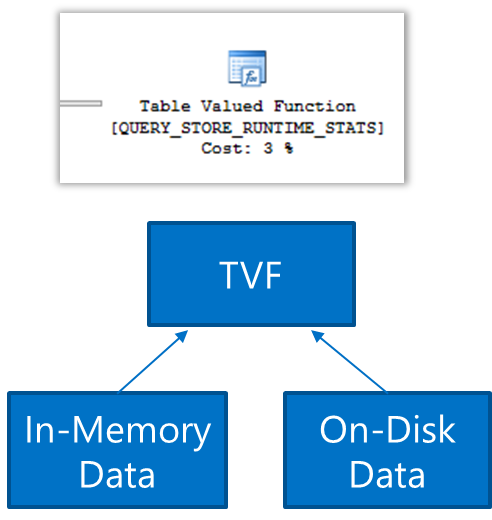 Table Valued Function
[QUERY_STORE_RUNTIME_STATS]
Cost: 3 %
TVF
In-Memory
Data
On-Disk
Data